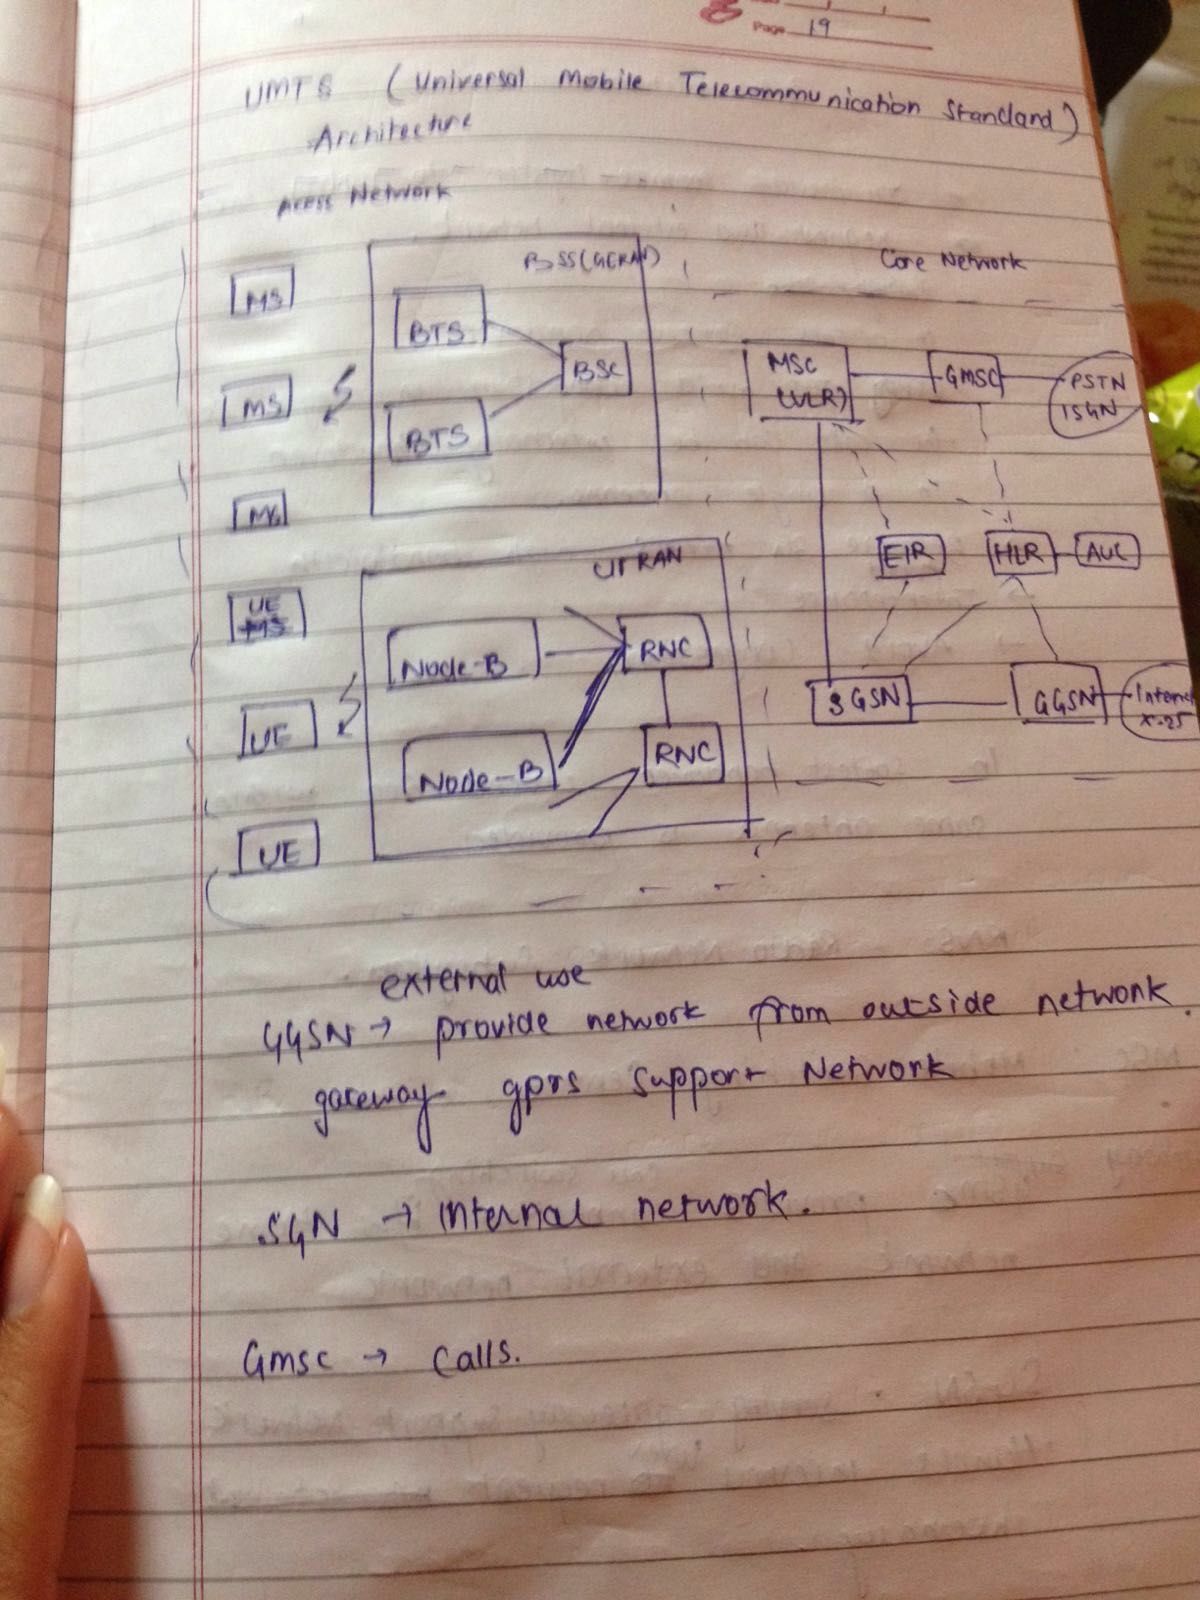 Page 19
UMTS (Universal Mobile Telecommunication Standard)
Architecture
Acess Network
BSS(GERAN)
Core Network
MS
BTS
BSC
MSC
(VLR)
GMSC
PSTN
ISGN
MS
BTS
MS
EIR
HLR
AUC
UTRAN
UE
MS
Node-B
RNC
UE
SGSN
GGSN
Internet
X.25
Node-B
RNC
UE
external use
GGSN → provide network from outside network.
gateway gprs support Network
SGN → internal network.
Gmsc → calls.